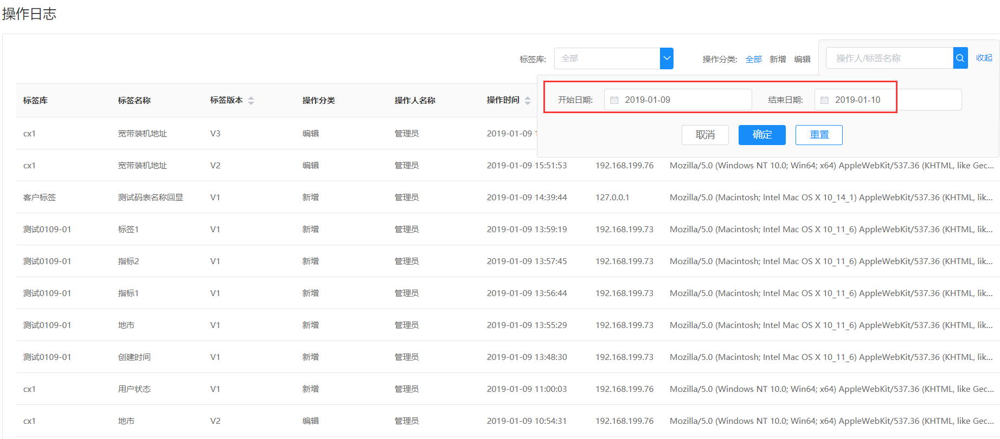 操作日志
标签库: 全部 操作分类: 全部 新增 编辑 操作人/标签名称 收起
开始日期: 2019-01-09 结束日期: 2019-01-10
取消 确定 重置
标签库 标签名称 标签版本 操作分类 操作人名称 操作时间
cx1 宽带装机地址 V3 编辑 管理员 2019-01-09
cx1 宽带装机地址 V2 编辑 管理员 2019-01-09 15:51:53 192.168.199.76 Mozilla/5.0 (Windows NT 10.0; Win64; x64) AppleWebKit/537.36 (KHTML, like Gec...
客户标签 测试码表名称回显 V1 新增 管理员 2019-01-09 14:39:44 127.0.0.1 Mozilla/5.0 (Macintosh; Intel Mac OS X 10_14_1) AppleWebKit/537.36 (KHTML, lik...
测试0109-01 标签1 V1 新增 管理员 2019-01-09 13:59:19 192.168.199.73 Mozilla/5.0 (Macintosh; Intel Mac OS X 10_11_6) AppleWebKit/537.36 (KHTML, lik...
测试0109-01 指标2 V1 新增 管理员 2019-01-09 13:57:45 192.168.199.73 Mozilla/5.0 (Macintosh; Intel Mac OS X 10_11_6) AppleWebKit/537.36 (KHTML, lik...
测试0109-01 指标1 V1 新增 管理员 2019-01-09 13:56:44 192.168.199.73 Mozilla/5.0 (Macintosh; Intel Mac OS X 10_11_6) AppleWebKit/537.36 (KHTML, lik...
测试0109-01 地市 V1 新增 管理员 2019-01-09 13:55:29 192.168.199.73 Mozilla/5.0 (Macintosh; Intel Mac OS X 10_11_6) AppleWebKit/537.36 (KHTML, lik...
测试0109-01 创建时间 V1 新增 管理员 2019-01-09 13:48:30 192.168.199.73 Mozilla/5.0 (Macintosh; Intel Mac OS X 10_11_6) AppleWebKit/537.36 (KHTML, lik...
cx1 用户状态 V1 新增 管理员 2019-01-09 11:00:03 192.168.199.76 Mozilla/5.0 (Windows NT 10.0; Win64; x64) AppleWebKit/537.36 (KHTML, like Gec...
cx1 地市 V2 编辑 管理员 2019-01-09 10:54:31 192.168.199.76 Mozilla/5.0 (Windows NT 10.0; Win64; x64) AppleWebKit/537.36 (KHTML, like Gec...